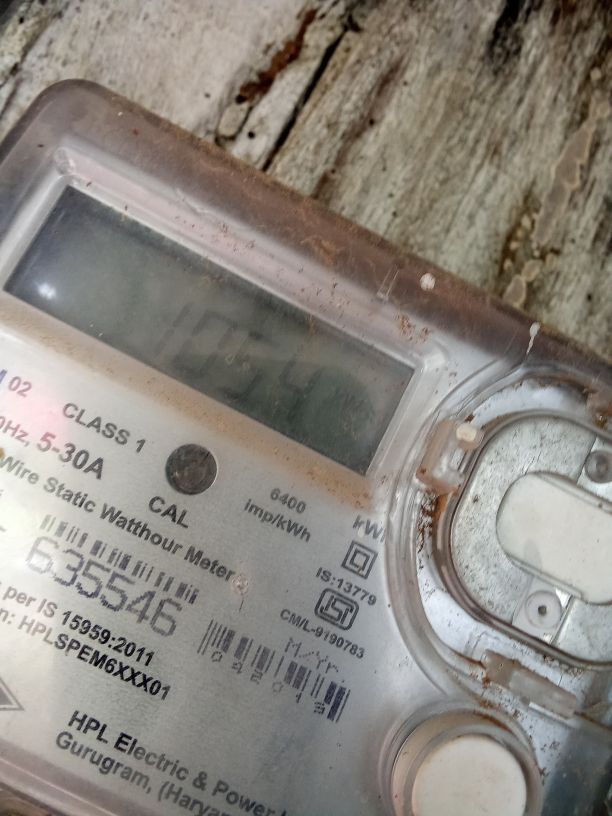 1054
02
CLASS 1
0Hz, 5-30A
CAL
6400
imp/kWh
Wire Static Watthour Meter
635546
IS:13779
CM/L-9190783
per IS 15959:2011
HPLSPEM6XXX01
M/Yr.
HPL Electric & Power
Gurugram,